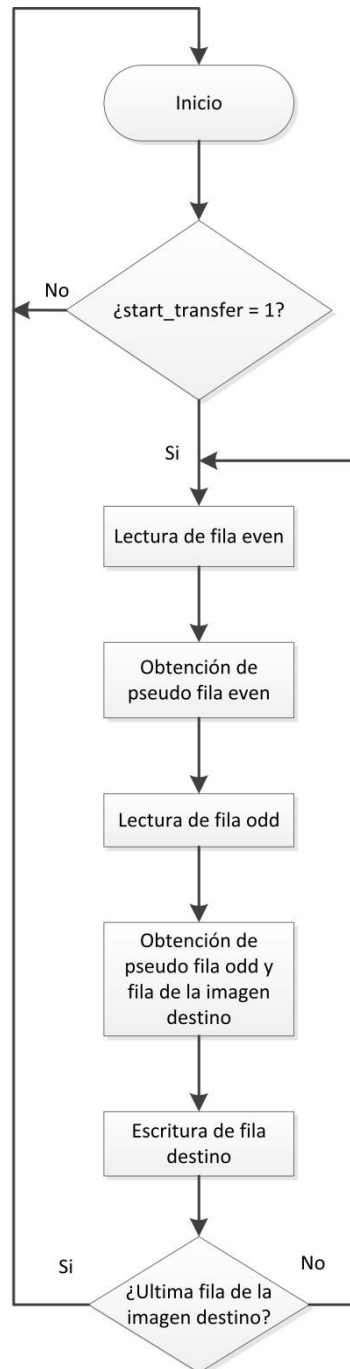 Inicio
No
¿start_transfer = 1?
Si
Lectura de fila even
Obtención de
pseudo fila even
Lectura de fila odd
Obtención de
pseudo fila odd y
fila de la imagen
destino
Escritura de fila
destino
Si
No
¿Ultima fila de la
imagen destino?